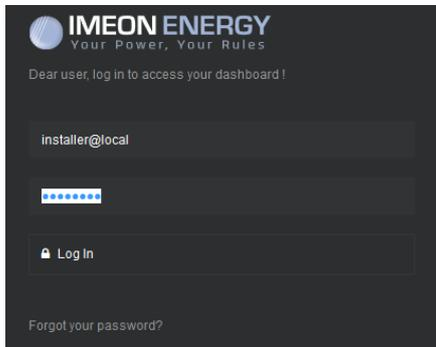 IMEON ENERGY
Your Power, Your Rules
Dear user, log in to access your dashboard !
installer@local
••••••••
Log In
Forgot your password?